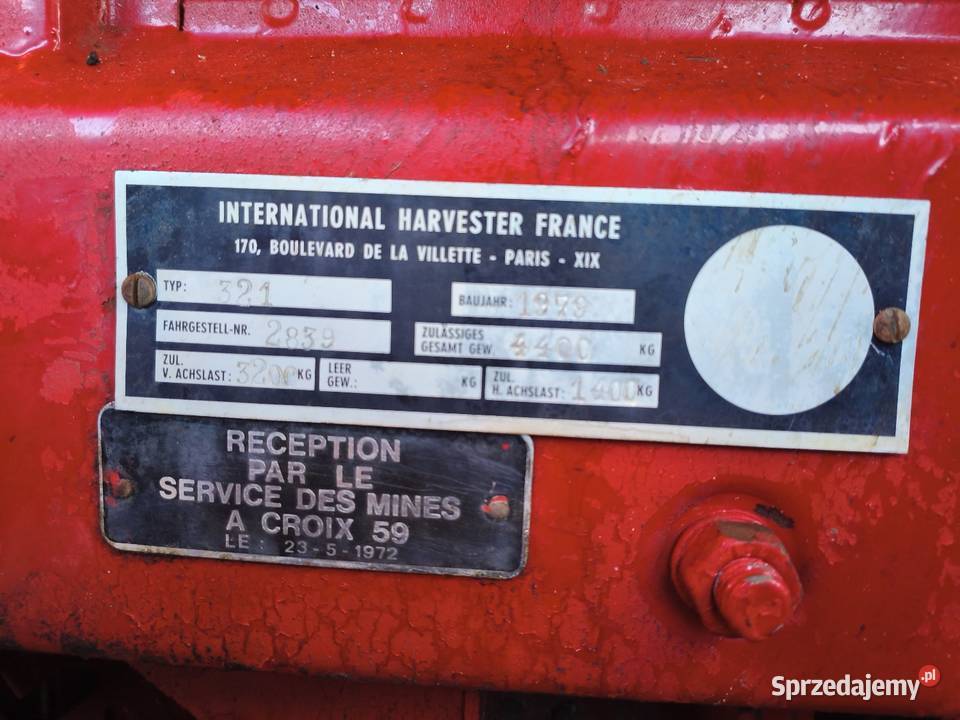 INTERNATIONAL HARVESTER FRANCE
170, BOULEVARD DE LA VILLETTE - PARIS - XIX
TYP: 321
BAUJAHR: 1979
FAHRGESTELL-NR. 2839
ZULÄSSIGES
GESAMT GEW. 4400 KG
ZUL.
V. ACHSLAST: 3200 KG
LEER
GEW.: KG
ZUL.
H. ACHSLAST: 1400 KG
RECEPTION
PAR LE
SERVICE DES MINES
A CROIX 59
LE: 23-5-1972
Sprzedajemy.pl